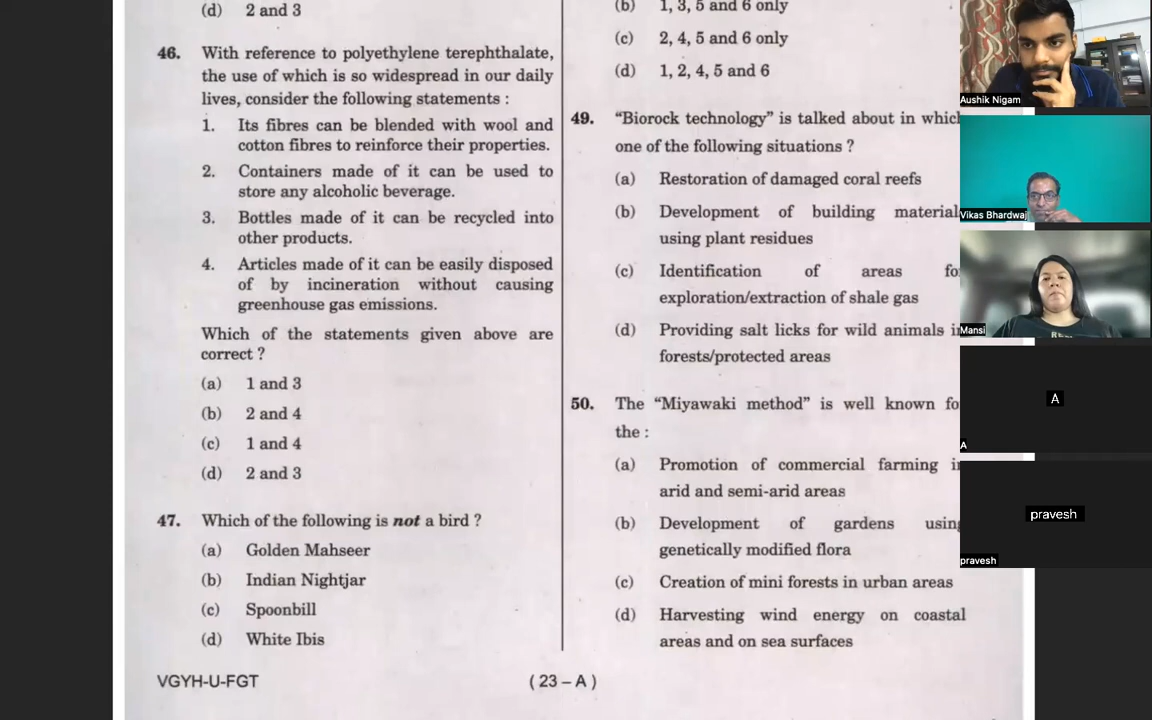 (d) 2 and 3
46. With reference to polyethylene terephthalate,
the use of which is so widespread in our daily
lives, consider the following statements :
1. Its fibres can be blended with wool and
cotton fibres to reinforce their properties.
2. Containers made of it can be used to
store any alcoholic beverage.
3. Bottles made of it can be recycled into
other products.
4. Articles made of it can be easily disposed
of by incineration without causing
greenhouse gas emissions.
Which of the statements given above are
correct ?
(a) 1 and 3
(b) 2 and 4
(c) 1 and 4
(d) 2 and 3
47. Which of the following is not a bird ?
(a) Golden Mahseer
(b) Indian Nightjar
(c) Spoonbill
(d) White Ibis
(b) 1, 3, 5 and 6 only
(c) 2, 4, 5 and 6 only
(d) 1, 2, 4, 5 and 6
49. "Biorock technology" is talked about in
one of the following situations ?
(a) Restoration of damaged coral reefs
(b) Development of building material
using plant residues
(c) Identification of areas
exploration/extraction of shale gas
(d) Providing salt licks for wild animals
forests/protected areas
50. The "Miyawaki method" is well known
the :
(a) Promotion of commercial farming
arid and semi-arid areas
(b) Development of gardens
genetically modified flora
(c) Creation of mini forests in urban areas
(d) Harvesting wind energy on coastal
areas and on sea surfaces
VGYH-U-FGT
( 23 – A )
Aushik Nigam
Vikas Bhardwaj
Mansi
A
A
pravesh
pravesh